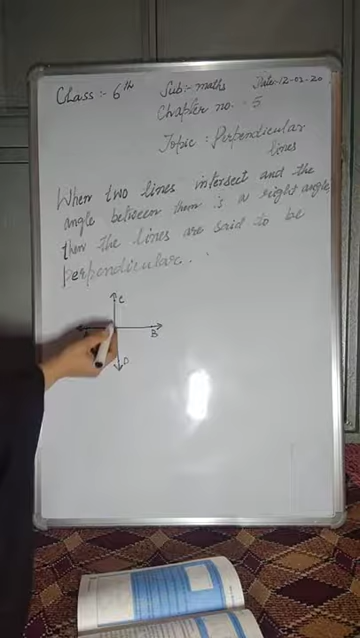 Class :- 6th Sub:- maths Date:-12-01-20
Chapter no. - 5
Topic : Perpendicular
lines
When two lines intersect and the
angle between them is a right angle,
then the lines are said to be
perpendicular.
C
B
D